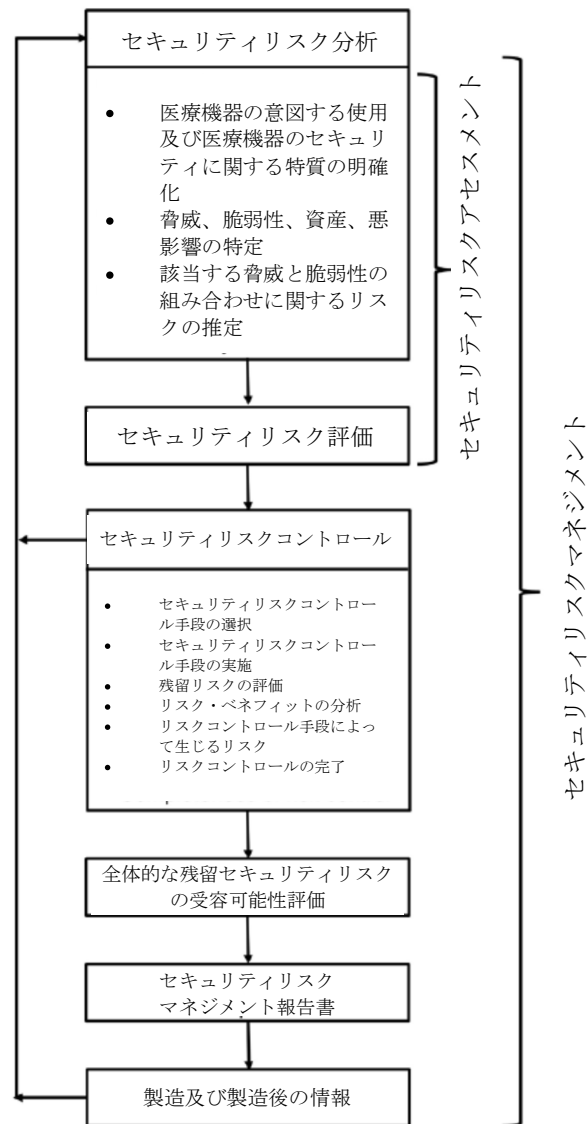 セキュリティリスク分析
• 医療機器の意図する使用
及び医療機器のセキュリ
ティに関する特質の明確
化
• 脅威、脆弱性、資産、悪
影響の特定
• 該当する脅威と脆弱性の
組み合わせに関するリス
クの推定
セキュリティリスク評価
セキュリティリスクアセスメント
セキュリティリスクコントロール
• セキュリティリスクコントロー
ル手段の選択
• セキュリティリスクコントロー
ル手段の実施
• 残留リスクの評価
• リスク・ベネフィットの分析
• リスクコントロール手段によっ
て生じるリスク
• リスクコントロールの完了
全体的な残留セキュリティリスク
の受容可能性評価
セキュリティリスク
マネジメント報告書
製造及び製造後の情報
セキュリティリスクマネジメント